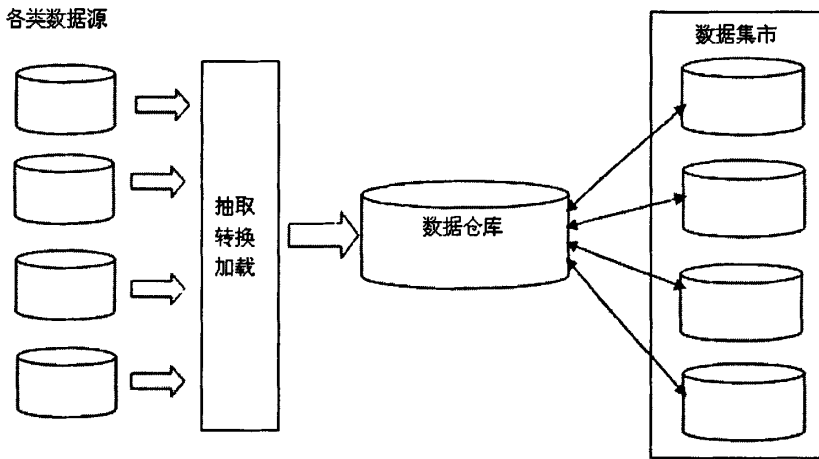 各类数据源
数据集市
抽取
转换
加载
数据仓库